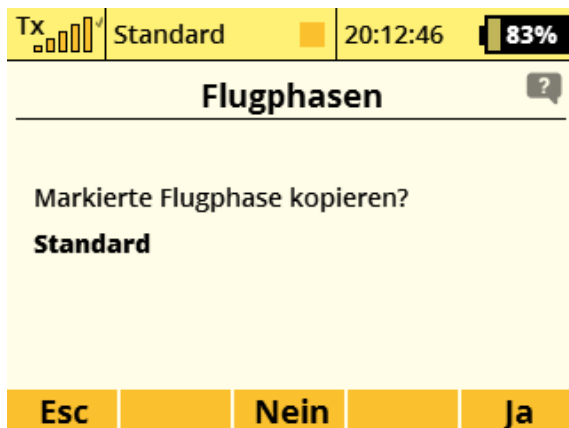 Tx Standard 20:12:46 83%
Flugphasen ?
Markierte Flugphase kopieren?
Standard
Esc Nein Ja